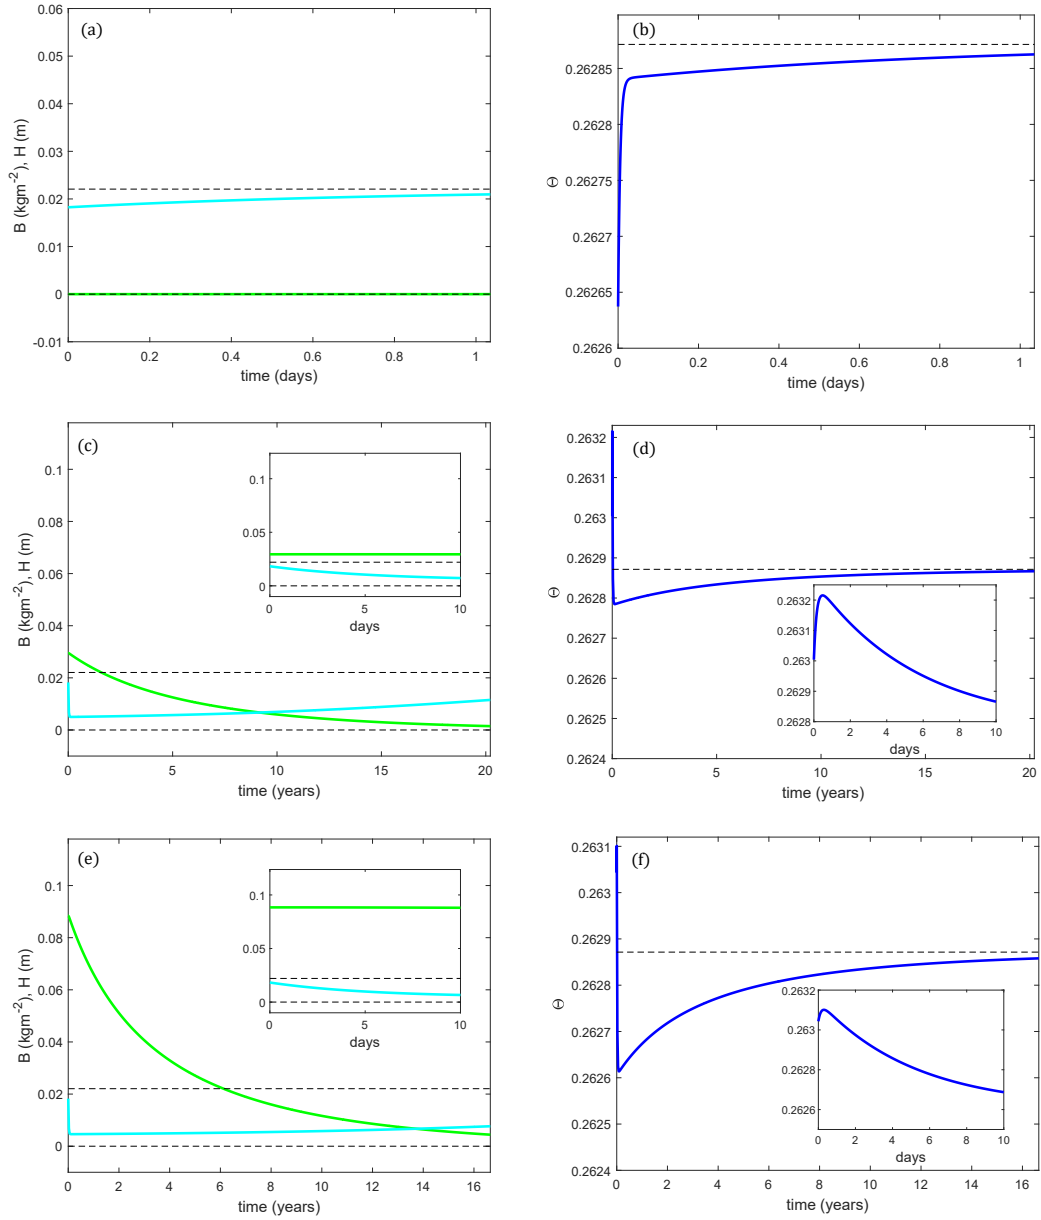 (a)
0.06
0.05
0.04
0.03
0.02
0.01
0
-0.01
B (kgm-2), H (m)
0 0.2 0.4 0.6 0.8 1
time (days)
(b)
0.26285
0.2628
0.26275
0.2627
0.26265
0.2626
Θ
0 0.2 0.4 0.6 0.8 1
time (days)
(c)
0.1
0.08
0.06
0.04
0.02
0
B (kgm-2), H (m)
0 5 10 15 20
time (years)
0.1
0.05
0
0 5 10
days
(d)
0.2632
0.2631
0.263
0.2629
0.2628
0.2627
0.2626
0.2625
0.2624
Θ
0 5 10 15 20
time (years)
0.2632
0.2631
0.263
0.2629
0.2628
0 2 4 6 8 10
days
(e)
0.1
0.08
0.06
0.04
0.02
0
B (kgm-2), H (m)
0 2 4 6 8 10 12 14 16
time (years)
0.1
0.05
0
0 5 10
days
(f)
0.2631
0.263
0.2629
0.2628
0.2627
0.2626
0.2625
0.2624
Θ
0 2 4 6 8 10 12 14 16
time (years)
0.2632
0.263
0.2628
0.2626
0 2 4 6 8 10
days